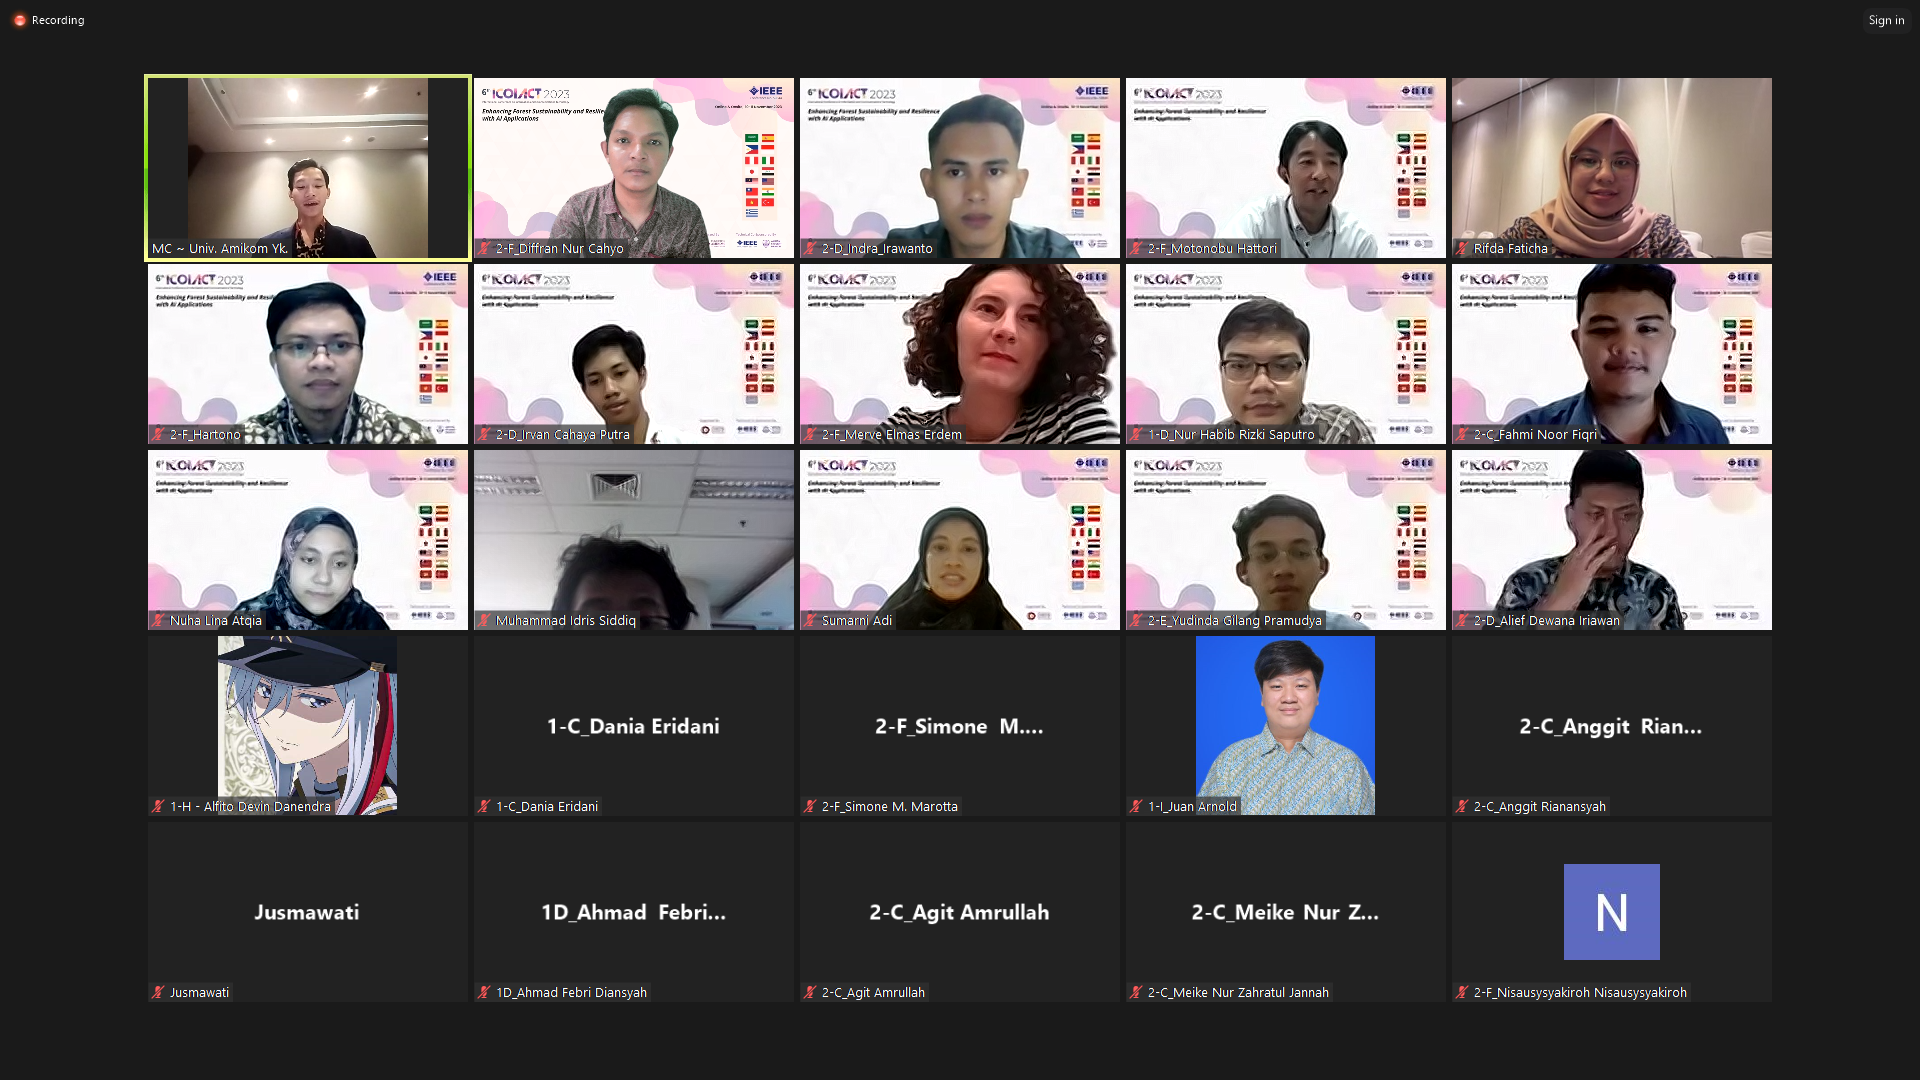 Recording
Sign in
6th ICOIACT 2023
IEEE
Enhancing Forest Sustainability and Resilience
with AI Applications
MC ~ Univ. Amikom Yk.
2-F_Diffran Nur Cahyo
2-D_Indra_Irawanto
2-F_Motonobu Hattori
Rifda Faticha
6th ICOIACT 2023
IEEE
2-F_Hartono
2-D_Irvan Cahaya Putra
2-F_Merve Elmas Erdem
1-D_Nur Habib Rizki Saputro
2-C_Fahmi Noor Fiqri
Nuha Lina Atqia
Muhammad Idris Siddiq
Sumarni Adi
2-E_Yudinda Gilang Pramudya
2-D_Alief Dewana Iriawan
1-C_Dania Eridani
2-F_Simone M....
2-C_Anggit Rian...
1-H - Alfito Devin Danendra
1-C_Dania Eridani
2-F_Simone M. Marotta
1-I_Juan Arnold
2-C_Anggit Rianansyah
Jusmawati
1D_Ahmad Febri...
2-C_Agit Amrullah
2-C_Meike Nur Z...
N
Jusmawati
1D_Ahmad Febri Diansyah
2-C_Agit Amrullah
2-C_Meike Nur Zahratul Jannah
2-F_Nisausysyakiroh Nisausysyakiroh